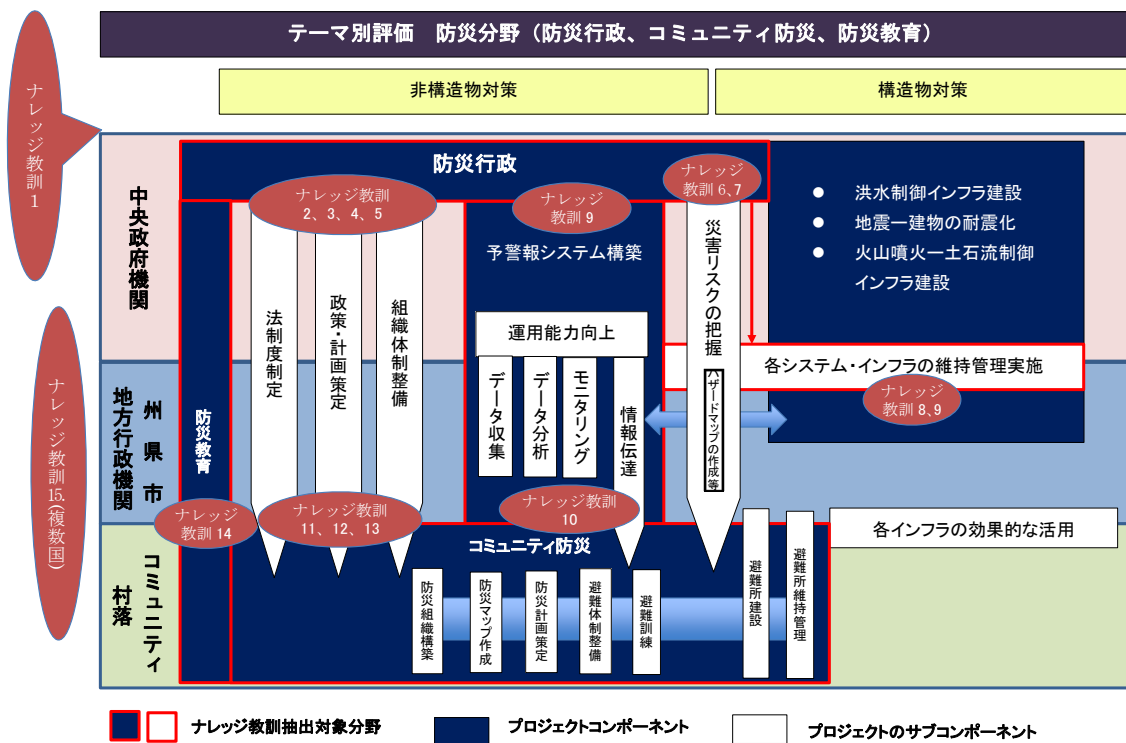 テーマ別評価　防災分野（防災行政、コミュニティ防災、防災教育）
非構造物対策
構造物対策
ナレッジ教訓1
ナレッジ教訓15.(複数国)
中央政府機関
地方行政機関
州県市
コミュニティ
村落
防災行政
防災教育
ナレッジ教訓
2、3、4、5
ナレッジ
教訓 9
ナレッジ
教訓 6、7
法制度制定
政策・計画策定
組織体制整備
予警報システム構築
運用能力向上
データ収集
データ分析
モニタリング
情報伝達
災害リスクの把握
ハザードマップの作成等
● 洪水制御インフラ建設
● 地震ー建物の耐震化
● 火山噴火ー土石流制御
インフラ建設
各システム・インフラの維持管理実施
ナレッジ
教訓 8、9
ナレッジ
教訓 14
ナレッジ教訓
11、12、13
ナレッジ教訓
10
コミュニティ防災
防災組織構築
防災マップ作成
防災計画策定
避難体制整備
避難訓練
避難所建設
避難所維持管理
各インフラの効果的な活用
ナレッジ教訓抽出対象分野
プロジェクトコンポーネント
プロジェクトのサブコンポーネント